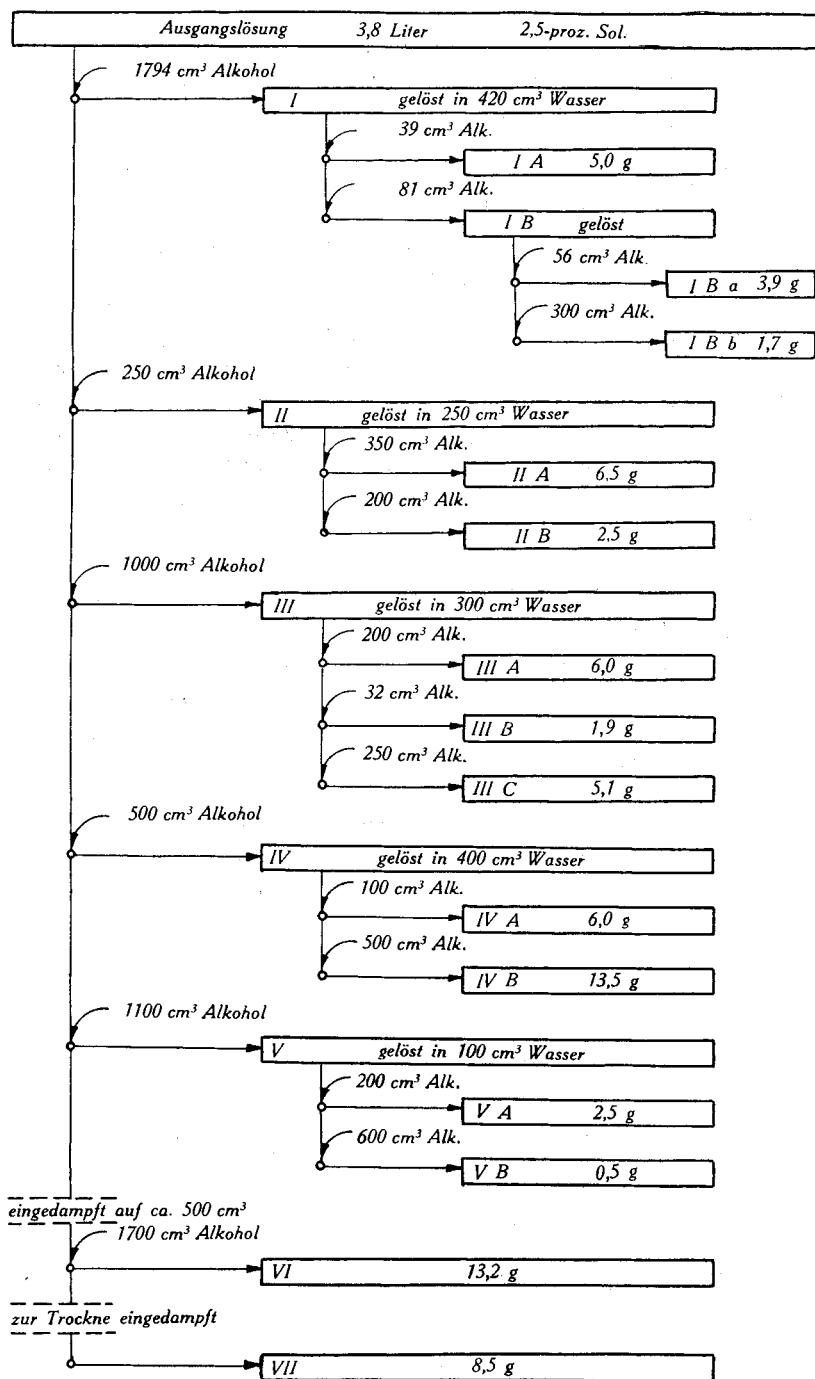 Ausgangslösung 3,8 Liter 2,5-proz. Sol.
1794 cm³ Alkohol
I gelöst in 420 cm³ Wasser
39 cm³ Alk.
I A 5,0 g
81 cm³ Alk.
I B gelöst
56 cm³ Alk.
I B a 3,9 g
300 cm³ Alk.
I B b 1,7 g
250 cm³ Alkohol
II gelöst in 250 cm³ Wasser
350 cm³ Alk.
II A 6,5 g
200 cm³ Alk.
II B 2,5 g
1000 cm³ Alkohol
III gelöst in 300 cm³ Wasser
200 cm³ Alk.
III A 6,0 g
32 cm³ Alk.
III B 1,9 g
250 cm³ Alk.
III C 5,1 g
500 cm³ Alkohol
IV gelöst in 400 cm³ Wasser
100 cm³ Alk.
IV A 6,0 g
500 cm³ Alk.
IV B 13,5 g
1100 cm³ Alkohol
V gelöst in 100 cm³ Wasser
200 cm³ Alk.
V A 2,5 g
600 cm³ Alk.
V B 0,5 g
eingedampft auf ca. 500 cm³
1700 cm³ Alkohol
VI 13,2 g
zur Trockne eingedampft
VII 8,5 g